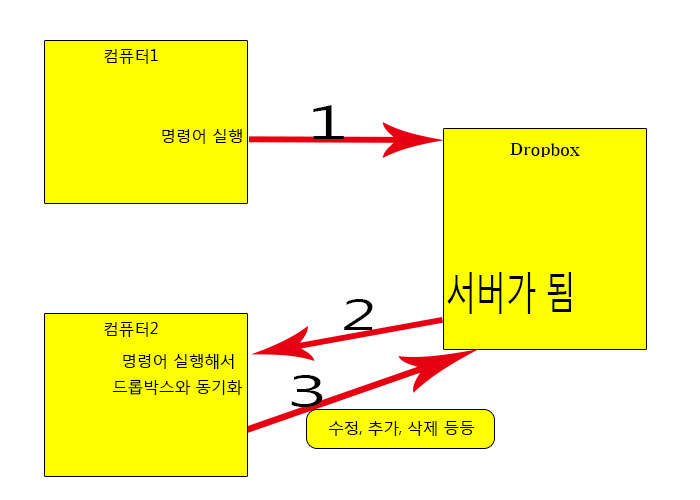 컴퓨터1
명령어 실행
1
Dropbox
서버가 됨
2
컴퓨터2
명령어 실행해서
드롭박스와 동기화
3
수정, 추가, 삭제 등등